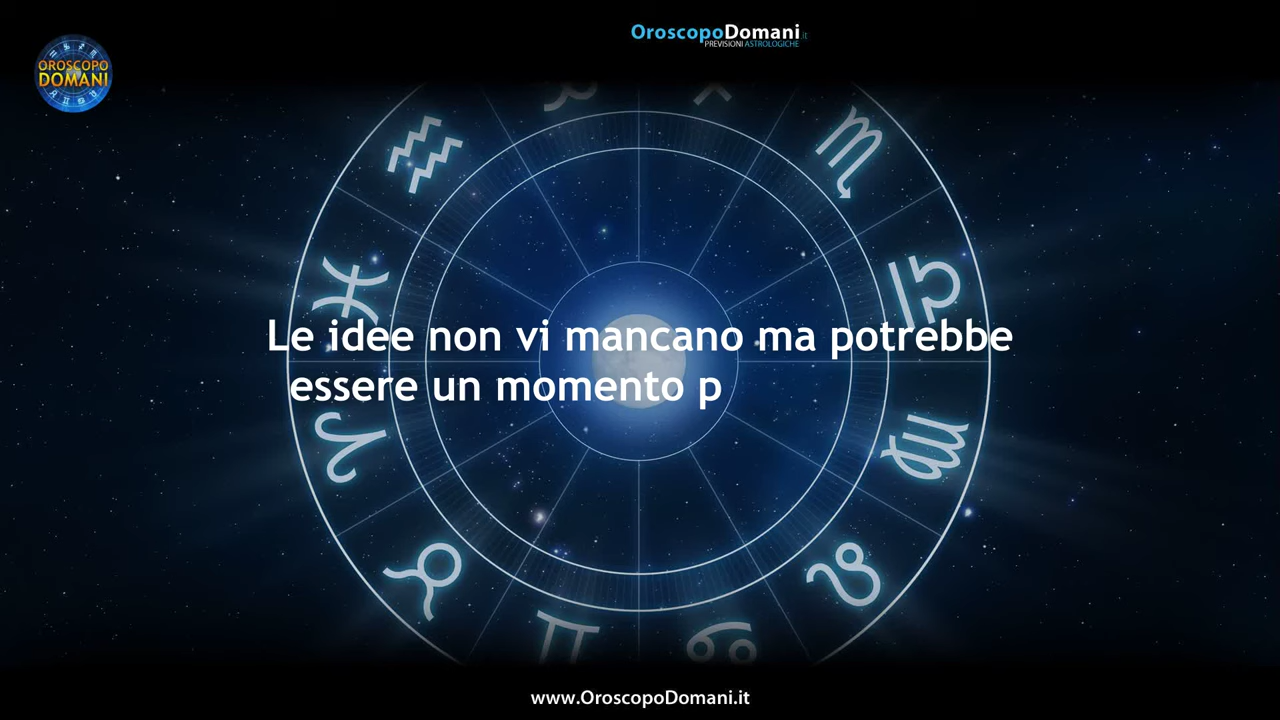 OroscopoDomani.it
PREVISIONI ASTROLOGICHE
OROSCOPO
DOMANI
Le idee non vi mancano ma potrebbe
essere un momento p
www.OroscopoDomani.it